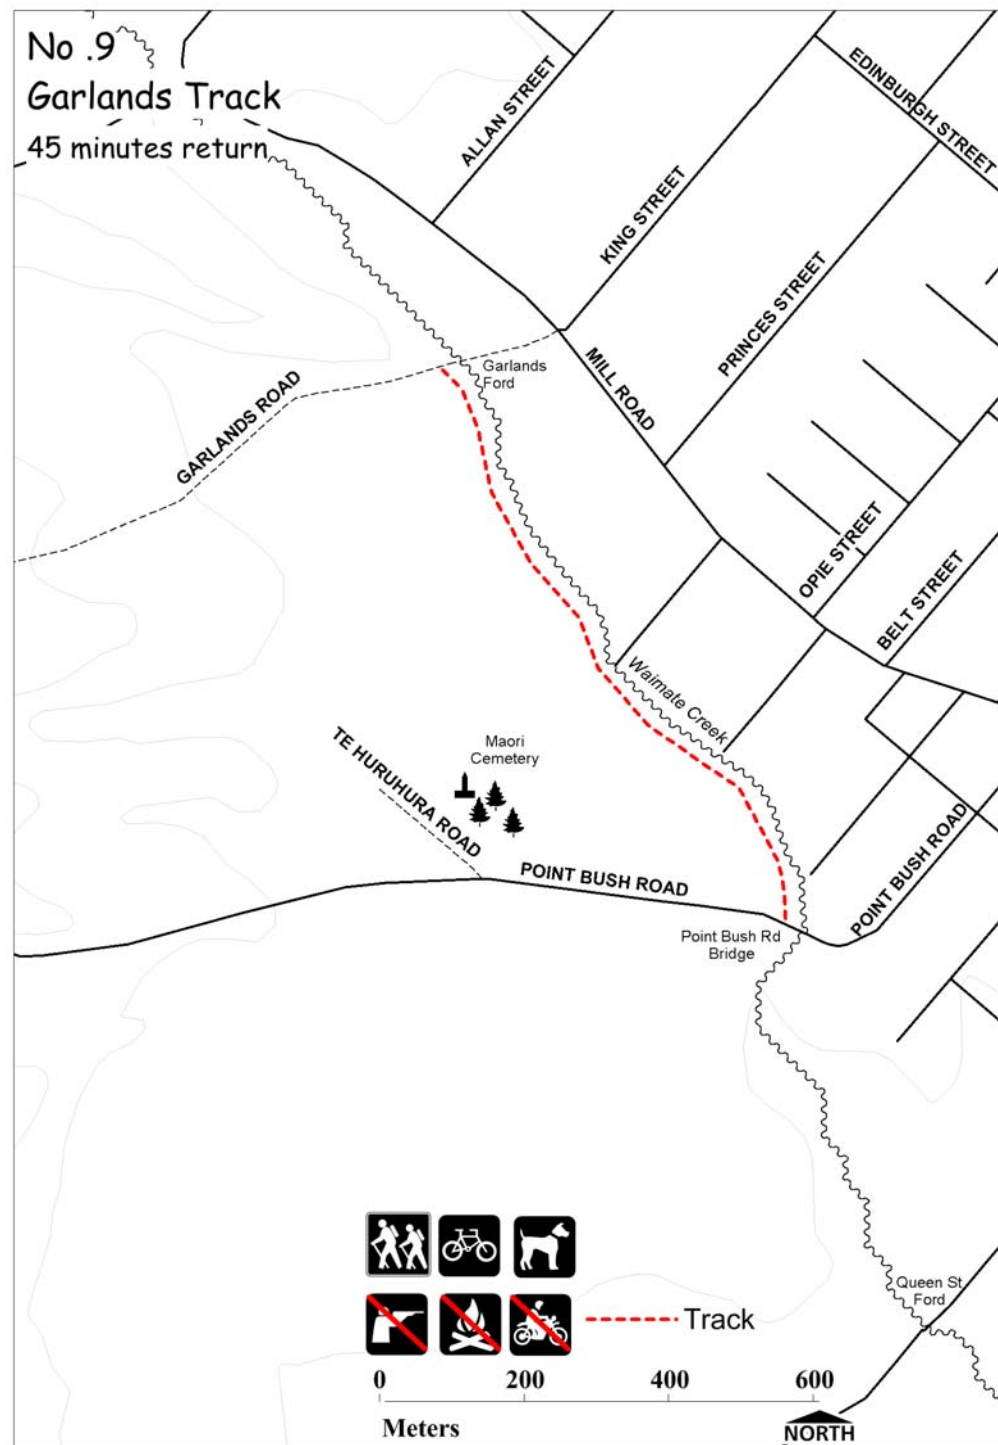 No .9
Garlands Track
45 minutes return
ALLAN STREET
EDINBURGH STREET
KING STREET
PRINCES STREET
Garlands
Ford
MILL ROAD
GARLANDS ROAD
OPIE STREET
BELT STREET
Waimate Creek
Maori
Cemetery
TE HURUHURA ROAD
POINT BUSH ROAD
POINT BUSH ROAD
Point Bush Rd
Bridge
Queen St
Ford
Track
0 200 400 600
Meters
NORTH